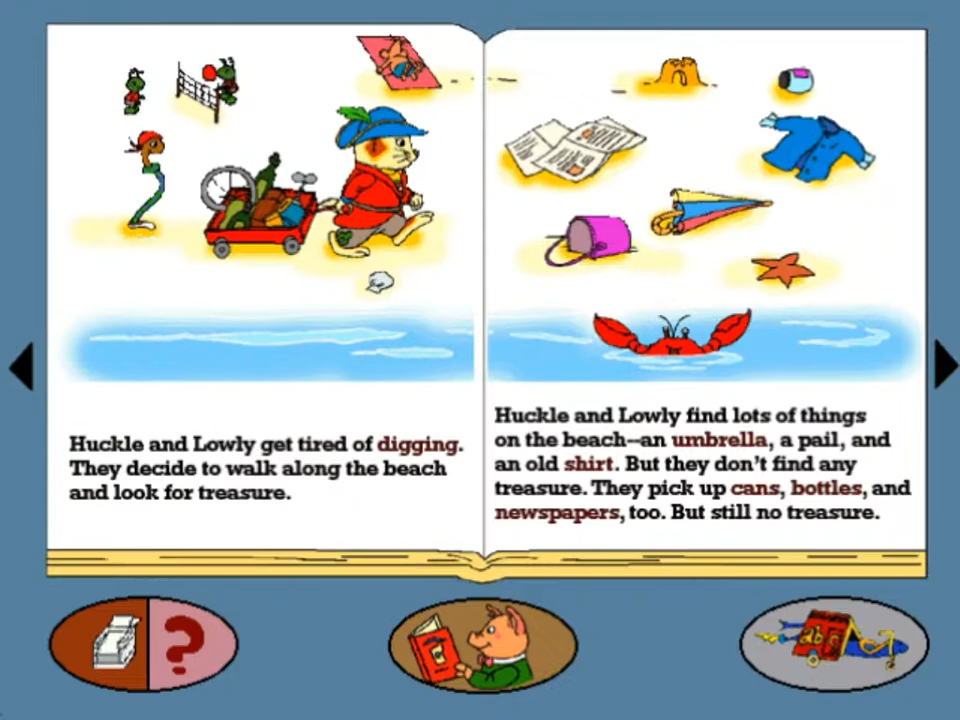 Huckle and Lowly get tired of digging.
They decide to walk along the beach
and look for treasure.
Huckle and Lowly find lots of things
on the beach--an umbrella, a pail, and
an old shirt. But they don't find any
treasure. They pick up cans, bottles, and
newspapers, too. But still no treasure.
?
abc